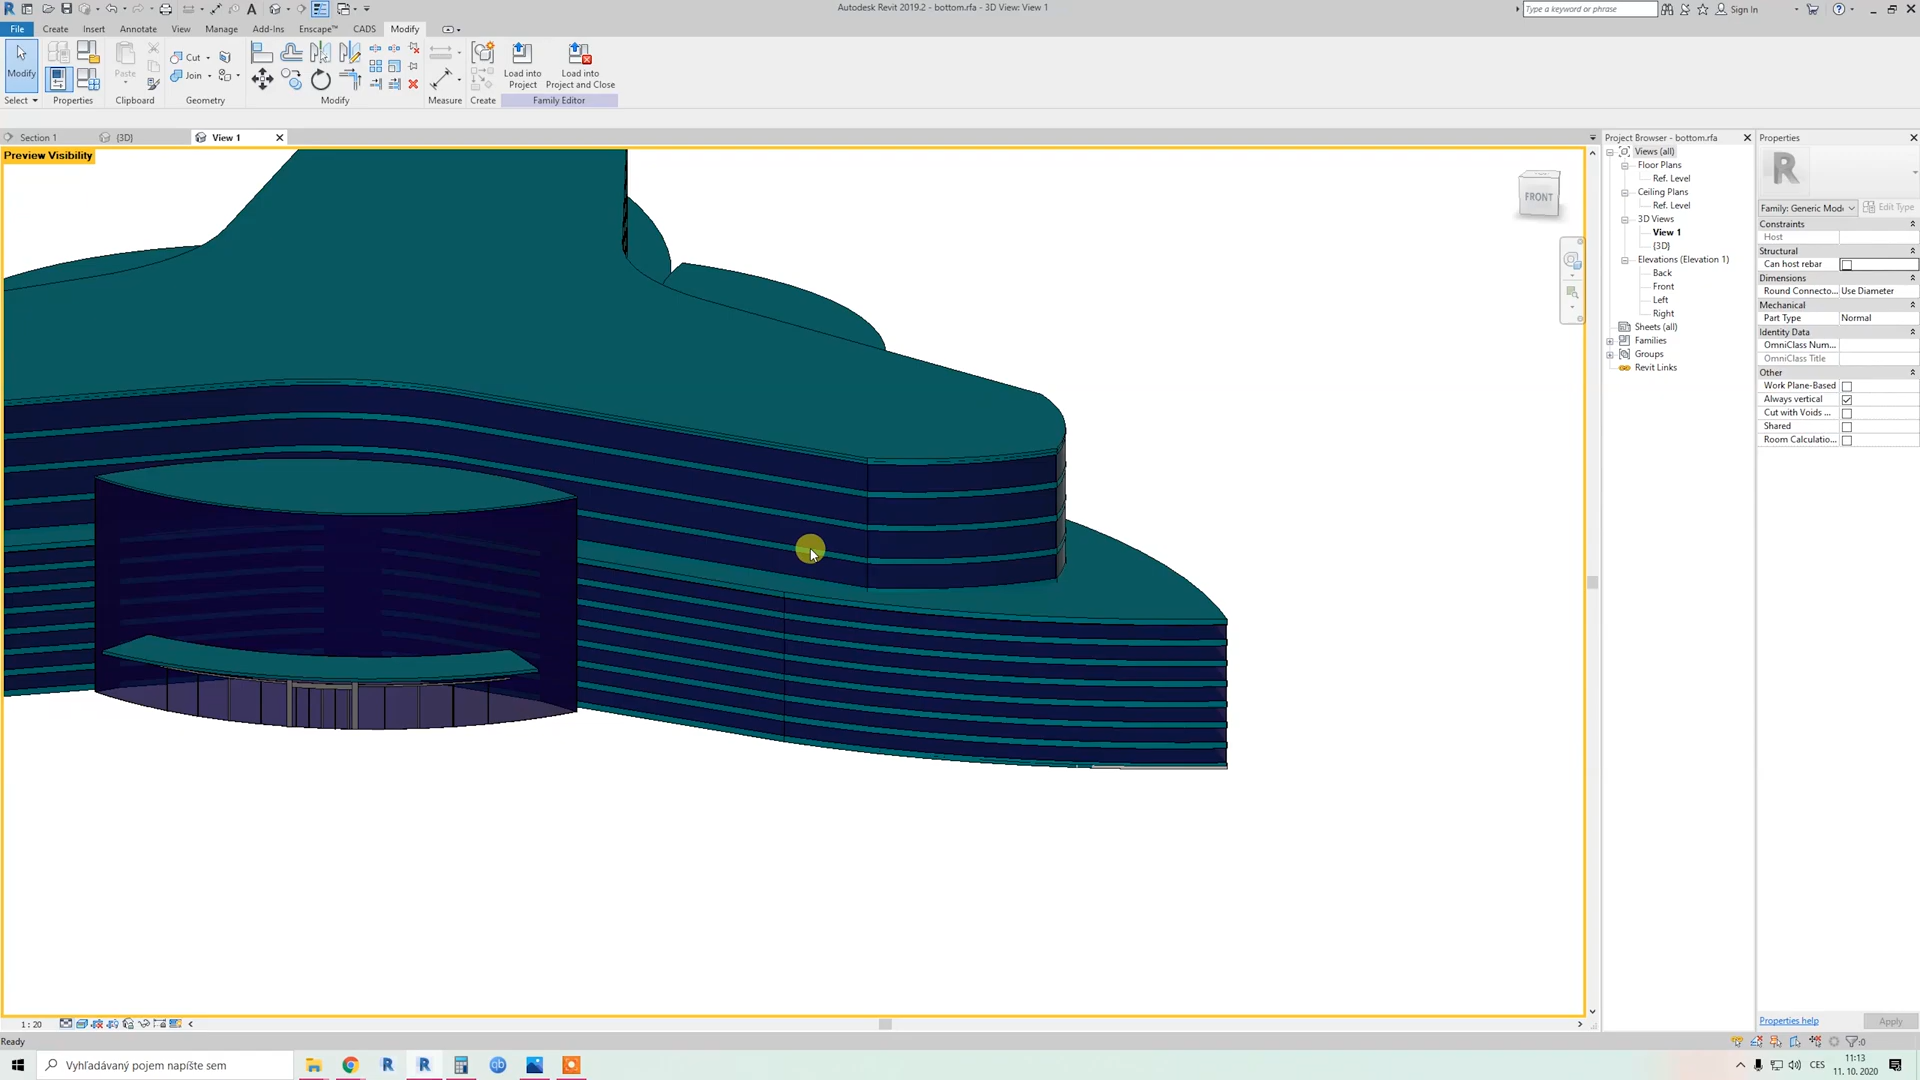 Autodesk Revit 2019.2 - bottom.rfa - 3D View: View 1
Type a keyword or phrase
Sign In
File Create Insert Annotate View Manage Add-Ins Enscape™ CADS Modify
Modify
Paste
Cut
Join
Load into Project
Load into Project and Close
Select Properties Clipboard Geometry Modify Measure Create Family Editor
Section 1
{3D}
View 1
Preview Visibility
FRONT
Project Browser - bottom.rfa
Views (all)
Floor Plans
Ref. Level
Ceiling Plans
Ref. Level
3D Views
View 1
{3D}
Elevations (Elevation 1)
Back
Front
Left
Right
Sheets (all)
Families
Groups
Revit Links
Properties
R
Family: Generic Mode
Edit Type
Constraints
Host
Structural
Can host rebar
Dimensions
Round Connecto... Use Diameter
Mechanical
Part Type Normal
Identity Data
OmniClass Num...
OmniClass Title
Other
Work Plane-Based
Always vertical
Cut with Voids ...
Shared
Room Calculatio...
Properties help
Apply
1 : 20
Ready
:0
Vyhľadávaný pojem napíšte sem
R
R
qb
CES
11:13
11. 10. 2020